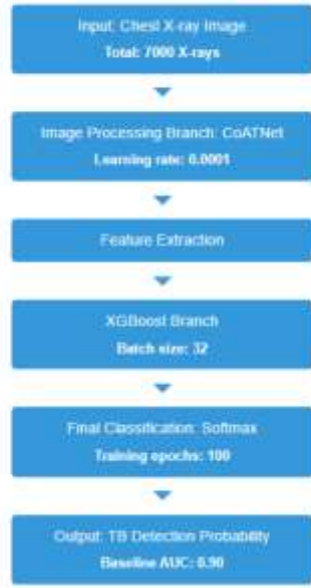 Input: Chest X-ray Image
Total: 7000 X-rays
Image Processing Branch: CoATNet
Learning rate: 0.0001
Feature Extraction
XGBoost Branch
Batch size: 32
Final Classification: Softmax
Training epochs: 100
Output: TB Detection Probability
Baseline AUC: 0.90